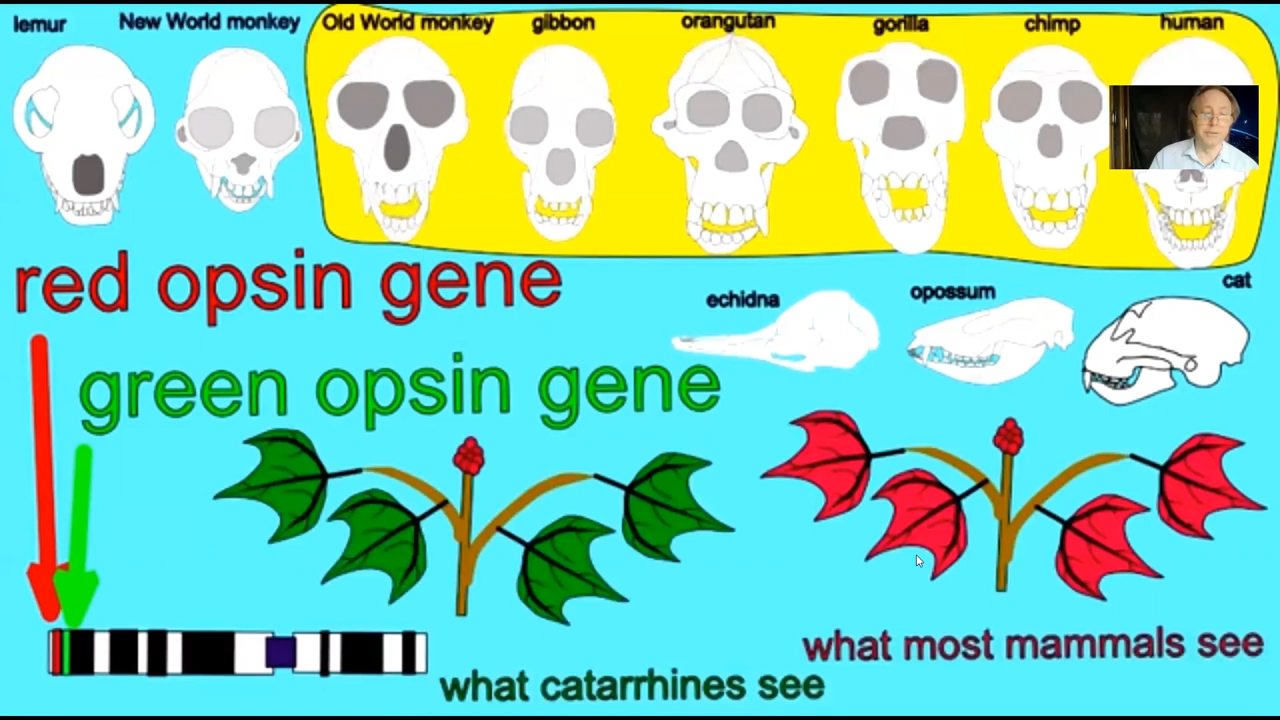 lemur
New World monkey
Old World monkey
gibbon
orangutan
gorilla
chimp
human
red opsin gene
echidna
opossum
cat
green opsin gene
what most mammals see
what catarrhines see